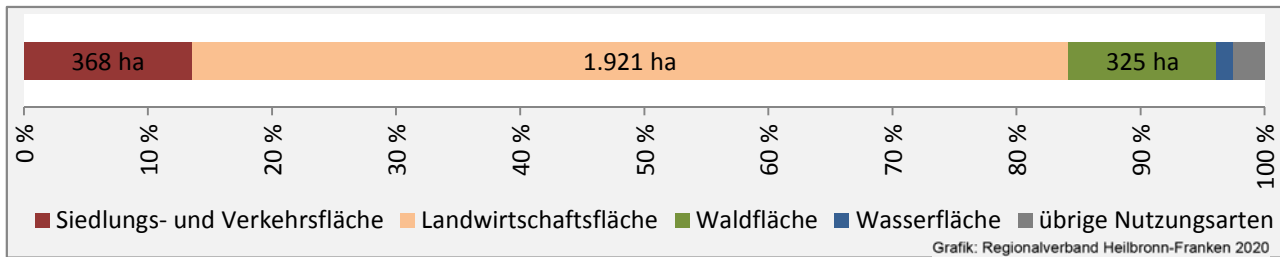 368 ha 1.921 ha 325 ha
0 % 10 % 20 % 30 % 40 % 50 % 60 % 70 % 80 % 90 % 100 %
Siedlungs- und Verkehrsfläche Landwirtschaftsfläche Waldfläche Wasserfläche übrige Nutzungsarten
Grafik: Regionalverband Heilbronn-Franken 2020